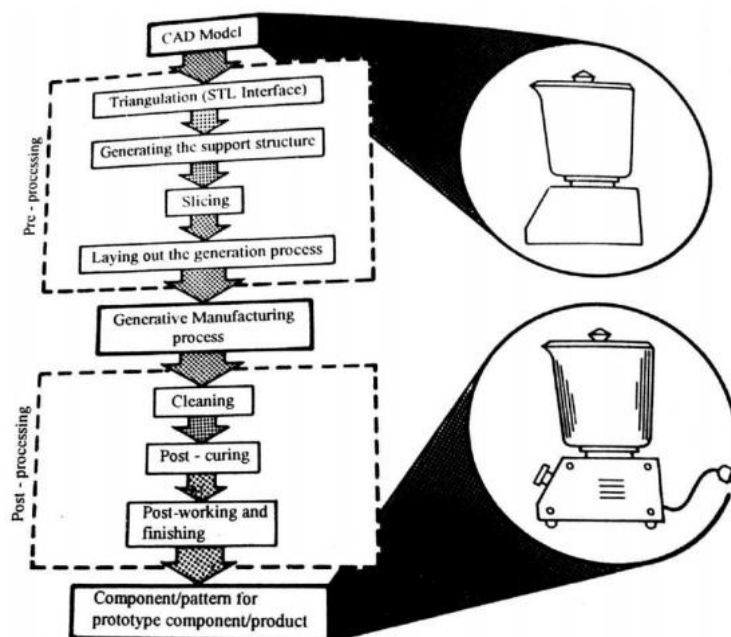 CAD Model
Pre - processing
Triangulation (STL Interface)
Generating the support structure
Slicing
Laying out the generation process
Generative Manufacturing
process
Post - processing
Cleaning
Post - curing
Post-working and
finishing
Component/pattern for
prototype component/product